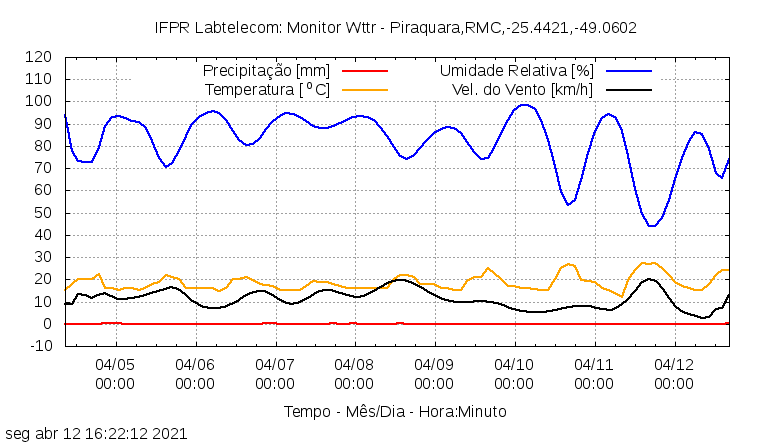 IFPR Labtelecom: Monitor Wttr - Piraquara,RMC,-25.4421,-49.0602
Precipitação [mm]
Temperatura [⁰C]
Umidade Relativa [%]
Vel. do Vento [km/h]
120
110
100
90
80
70
60
50
40
30
20
10
0
-10
04/05 04/06 04/07 04/08 04/09 04/10 04/11 04/12
00:00 00:00 00:00 00:00 00:00 00:00 00:00 00:00
Tempo - Mês/Dia - Hora:Minuto
seg abr 12 16:22:12 2021